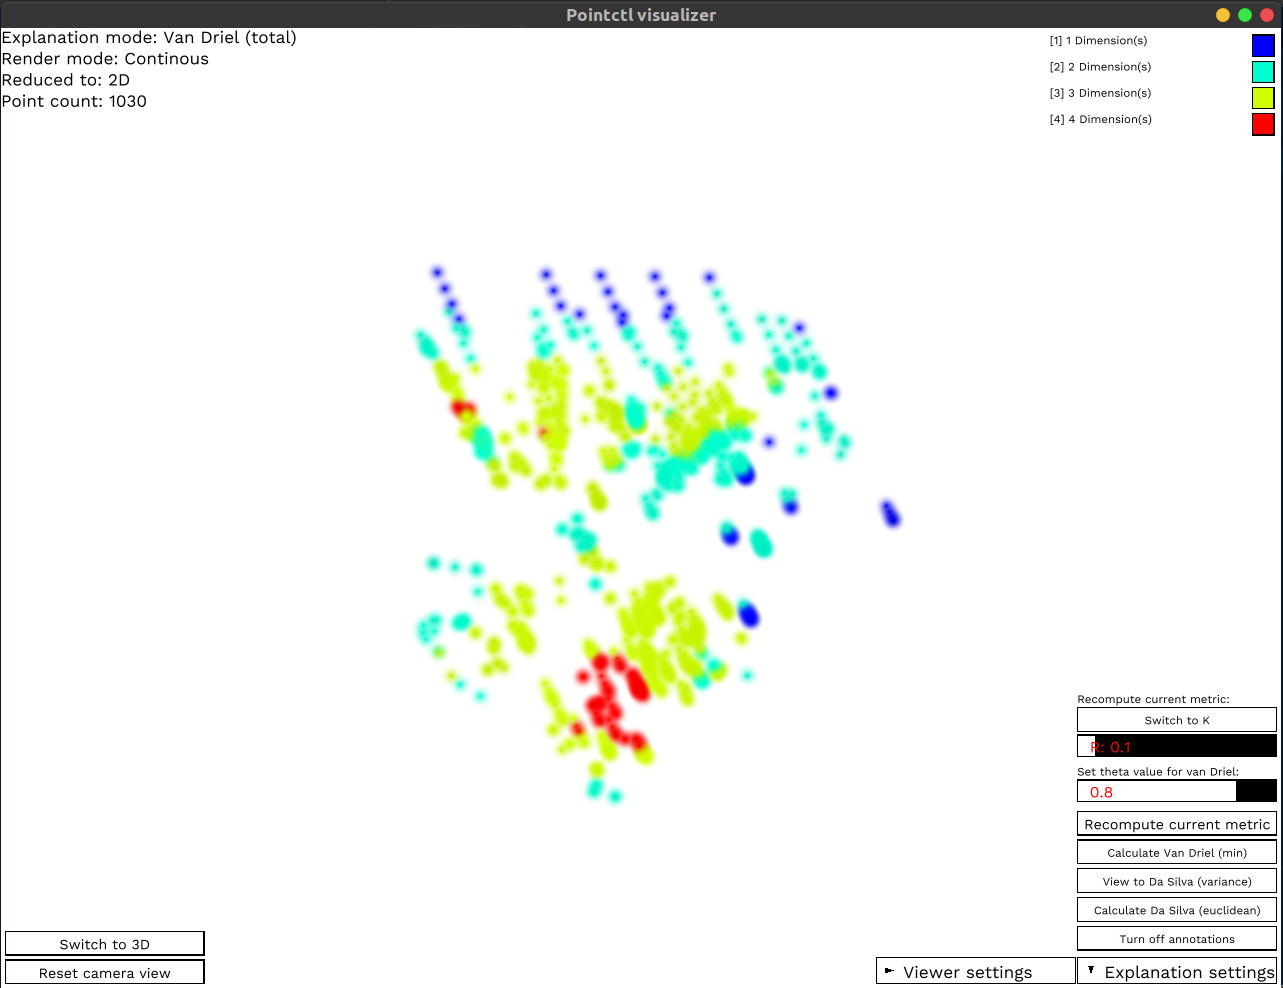 Pointctl visualizer
Explanation mode: Van Driel (total)
Render mode: Continous
Reduced to: 2D
Point count: 1030
[1] 1 Dimension(s)
[2] 2 Dimension(s)
[3] 3 Dimension(s)
[4] 4 Dimension(s)
Recompute current metric:
Switch to K
R: 0.1
Set theta value for van Driel:
0.8
Recompute current metric
Calculate Van Driel (min)
View to Da Silva (variance)
Calculate Da Silva (euclidean)
Turn off annotations
Switch to 3D
Reset camera view
Viewer settings
Explanation settings